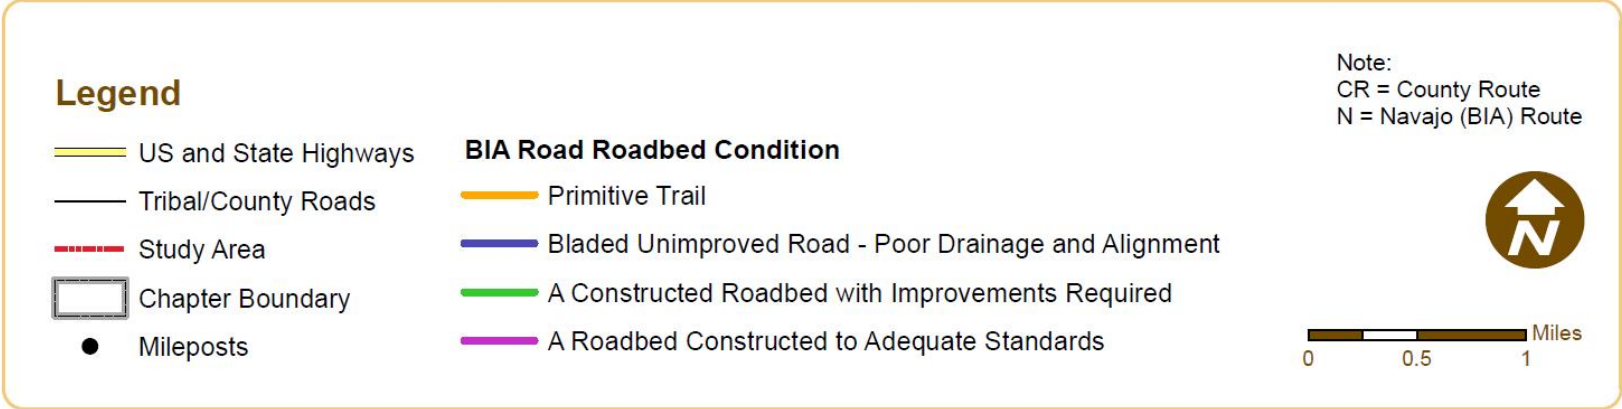 Legend
US and State Highways
Tribal/County Roads
Study Area
Chapter Boundary
Mileposts
BIA Road Roadbed Condition
Primitive Trail
Bladed Unimproved Road - Poor Drainage and Alignment
A Constructed Roadbed with Improvements Required
A Roadbed Constructed to Adequate Standards
Note:
CR = County Route
N = Navajo (BIA) Route
N
Miles
0 0.5 1